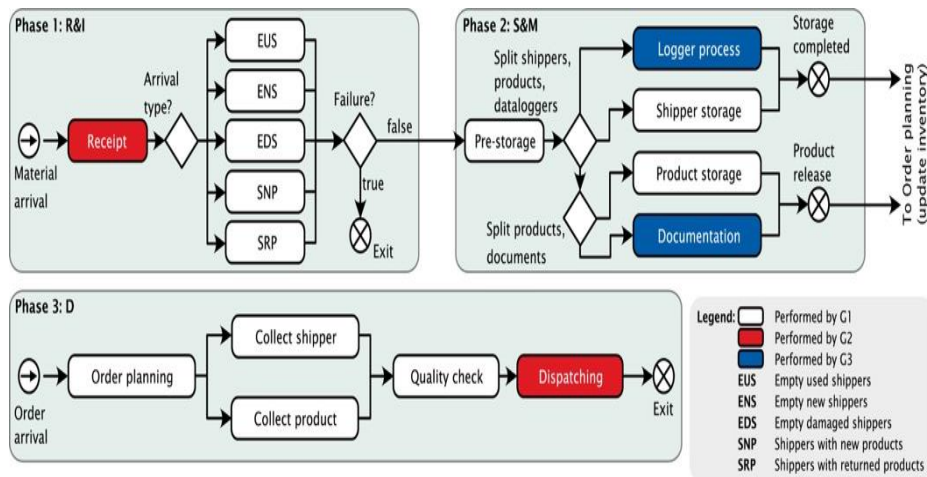 Phase 1: R&I
Arrival
type?
Material
arrival
Receipt
EUS
ENS
EDS
SNP
SRP
Failure?
false
true
Exit
Phase 2: S&M
Pre-storage
Split shippers,
products,
dataloggers
Split products,
documents
Logger process
Shipper storage
Product storage
Documentation
Storage
completed
Product
release
To Order planning
(update inventory)
Phase 3: D
Order
arrival
Order planning
Collect shipper
Collect product
Quality check
Dispatching
Exit
Legend:
Performed by G1
Performed by G2
Performed by G3
EUS Empty used shippers
ENS Empty new shippers
EDS Empty damaged shippers
SNP Shippers with new products
SRP Shippers with returned products